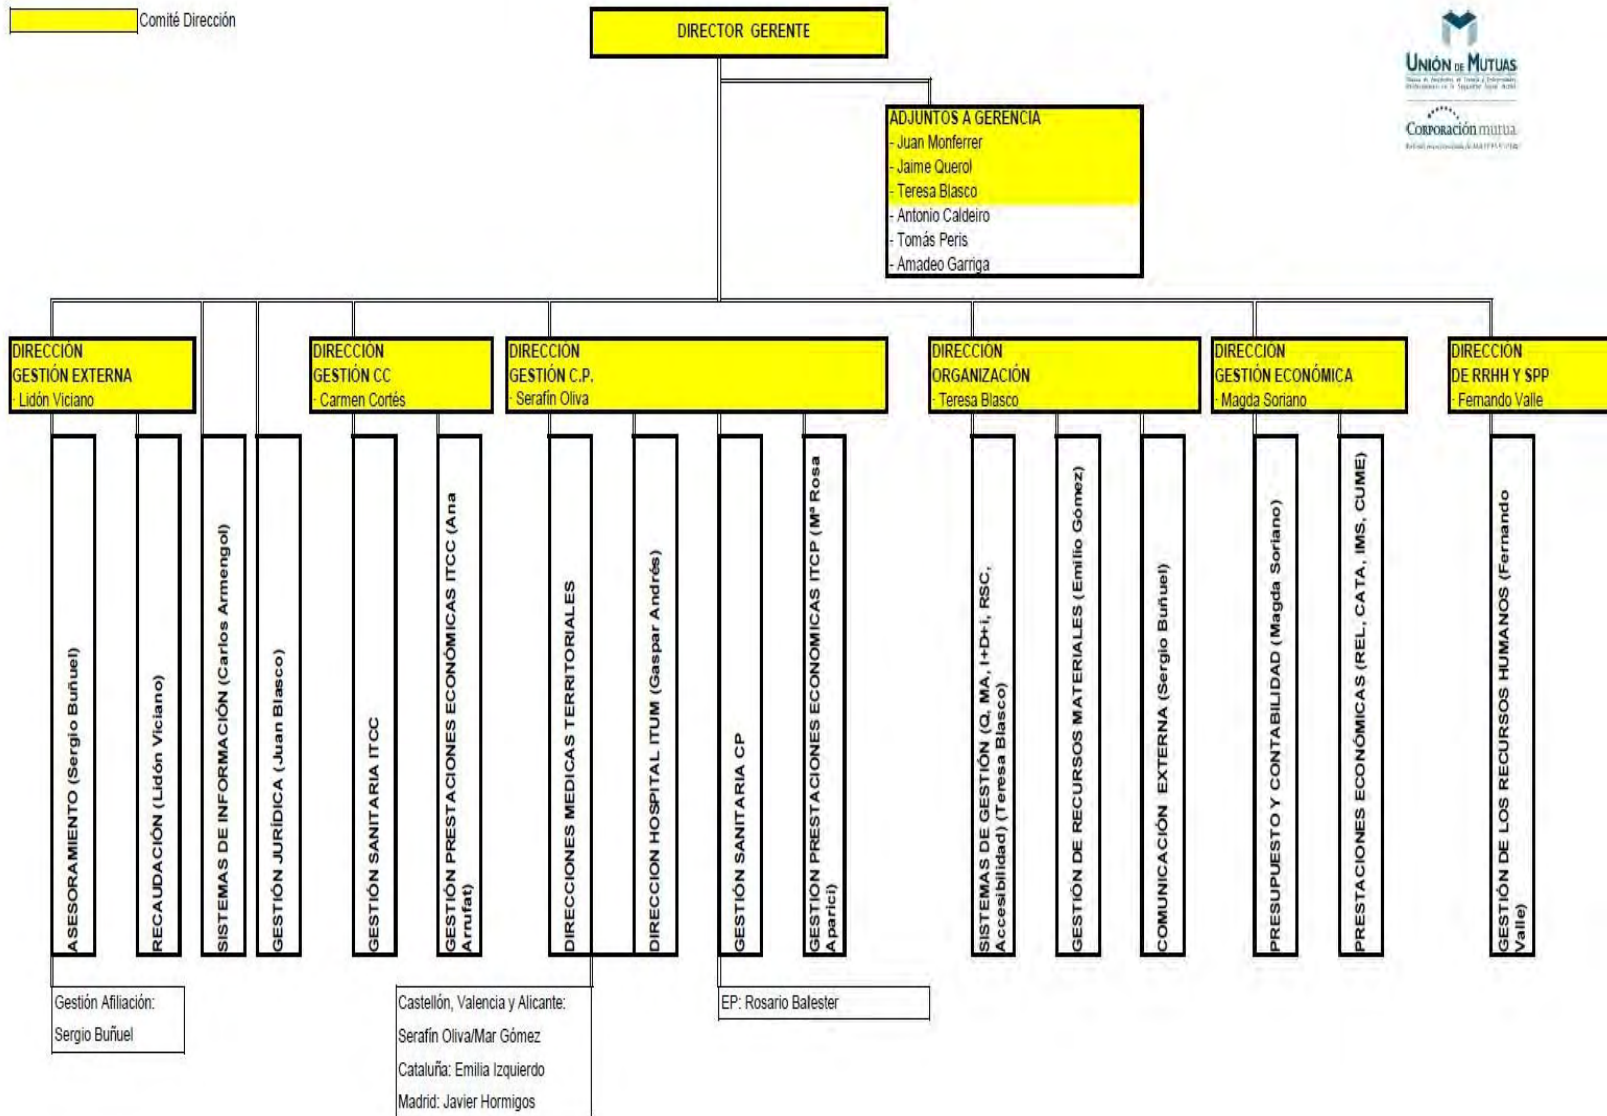 Comité Dirección
DIRECTOR GERENTE
UNIÓN DE MUTUAS
CORPORACIÓN mutua
ADJUNTOS A GERENCIA
- Juan Monferrer
- Jaime Querol
- Teresa Blasco
- Antonio Caldeiro
- Tomás Peris
- Amadeo Garriga
DIRECCIÓN
GESTIÓN EXTERNA
- Lidón Viciano
DIRECCIÓN
GESTIÓN CC
- Carmen Cortés
DIRECCIÓN
GESTIÓN C.P.
- Serafín Oliva
DIRECCIÓN
ORGANIZACIÓN
- Teresa Blasco
DIRECCIÓN
GESTIÓN ECONÓMICA
- Magda Soriano
DIRECCIÓN
DE RRHH Y SPP
- Fernando Valle
ASESORAMIENTO (Sergio Buñuel)
RECAUDACIÓN (Lidón Viciano)
SISTEMAS DE INFORMACIÓN (Carlos Armengol)
GESTIÓN JURÍDICA (Juan Blasco)
GESTIÓN SANITARIA ITCC
GESTIÓN PRESTACIONES ECONÓMICAS ITCC (Ana
Arrufat)
DIRECCIONES MEDICAS TERRITORIALES
DIRECCION HOSPITAL ITUM (Gaspar Andrés)
GESTIÓN SANITARIA CP
GESTIÓN PRESTACIONES ECONÓMICAS ITCP (Mª Rosa
Aparici)
SISTEMAS DE GESTIÓN (Q, MA, I+D+i, RSC,
Accesibilidad) (Teresa Blasco)
GESTIÓN DE RECURSOS MATERIALES (Emilio Gómez)
COMUNICACIÓN EXTERNA (Sergio Buñuel)
PRESUPUESTO Y CONTABILIDAD (Magda Soriano)
PRESTACIONES ECONÓMICAS (REL, CATA, IMS, CUME)
GESTIÓN DE LOS RECURSOS HUMANOS (Fernando
Valle)
Gestión Afiliación:
Sergio Buñuel
Castellón, Valencia y Alicante:
Serafín Oliva/Mar Gómez
Cataluña: Emilia Izquierdo
Madrid: Javier Hormigos
EP: Rosario Balester